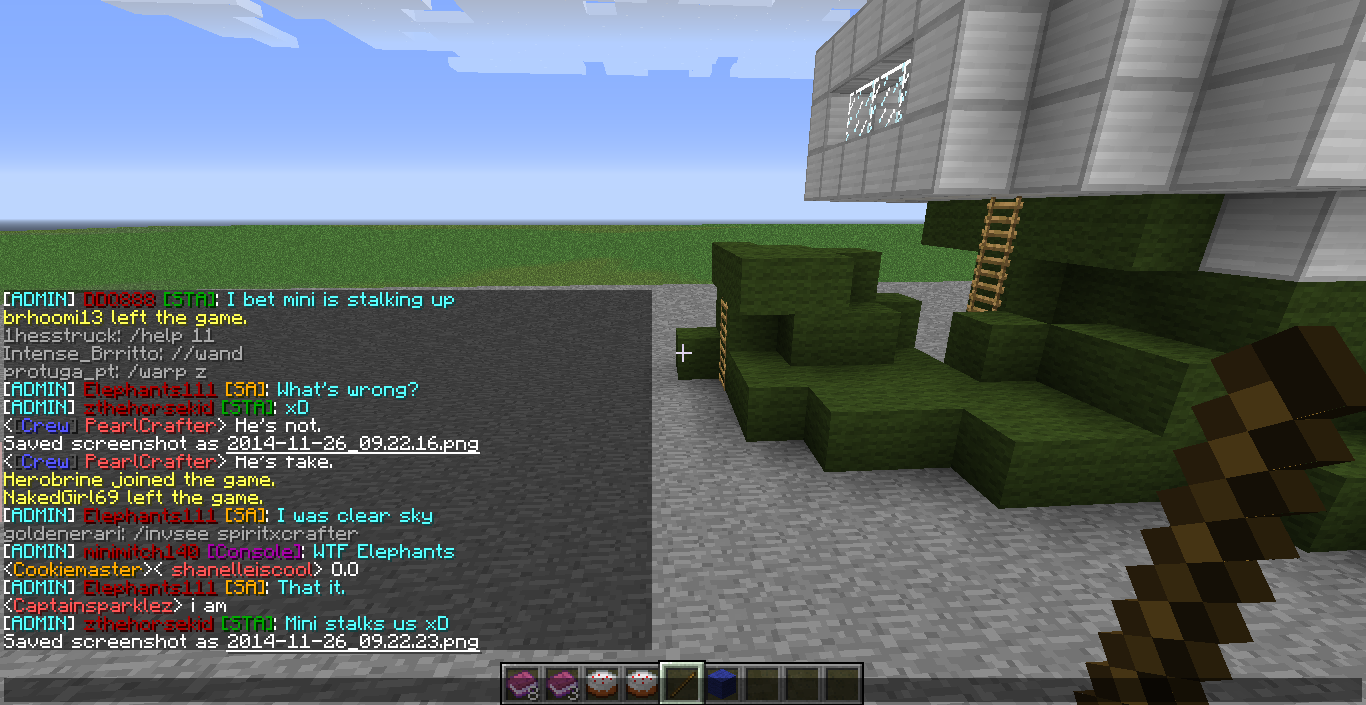 [ADMIN] DDO888 [STA]: I bet mini is stalking up
brhoomi13 left the game.
1hesstruck: /help 11
Intense_Brritto: //wand
protuga_pt: /warp z
[ADMIN] Elephants111 [SA]: What's wrong?
[ADMIN] zthehorsekid [STA]: xD
<[Crew] PearlCrafter> He's not.
Saved screenshot as 2014-11-26_09.22.16.png
<[Crew] PearlCrafter> He's fake.
Herobrine joined the game.
NakedGirl69 left the game.
[ADMIN] Elephants111 [SA]: I was clear sky
goldenerari: /invsee spiritxcrafter
[ADMIN] minimitch140 [Console]: WTF Elephants
<Cookiemaster>< shanelleiscool> 0.0
[ADMIN] Elephants111 [SA]: That it.
<Captainsparklez> i am
[ADMIN] zthehorsekid [STA]: Mini stalks us xD
Saved screenshot as 2014-11-26_09.22.23.png
8 3